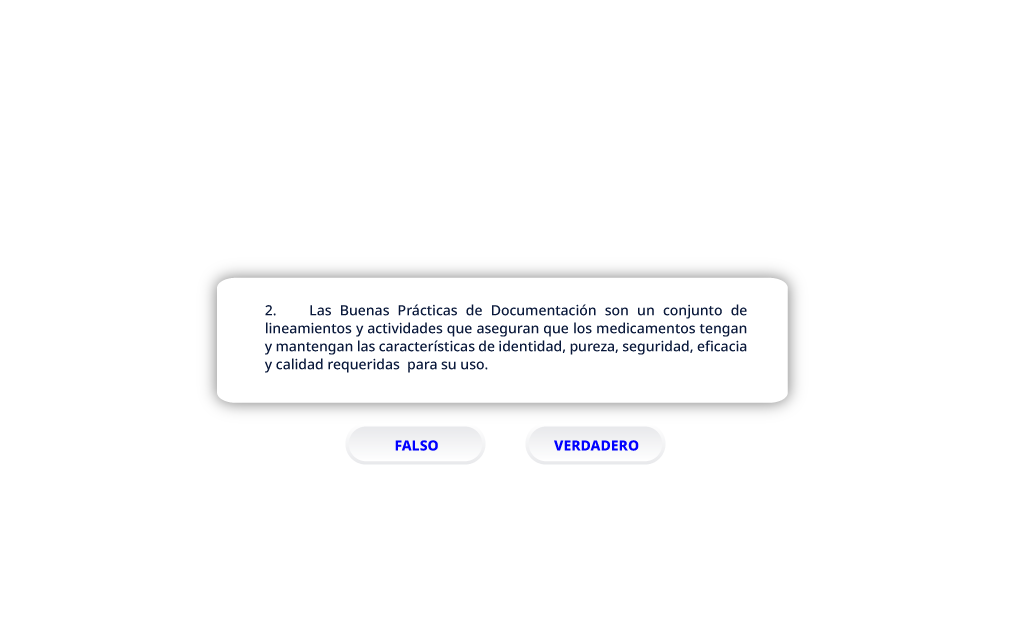 2. Las Buenas Prácticas de Documentación son un conjunto de
lineamientos y actividades que aseguran que los medicamentos tengan
y mantengan las características de identidad, pureza, seguridad, eficacia
y calidad requeridas para su uso.
FALSO VERDADERO